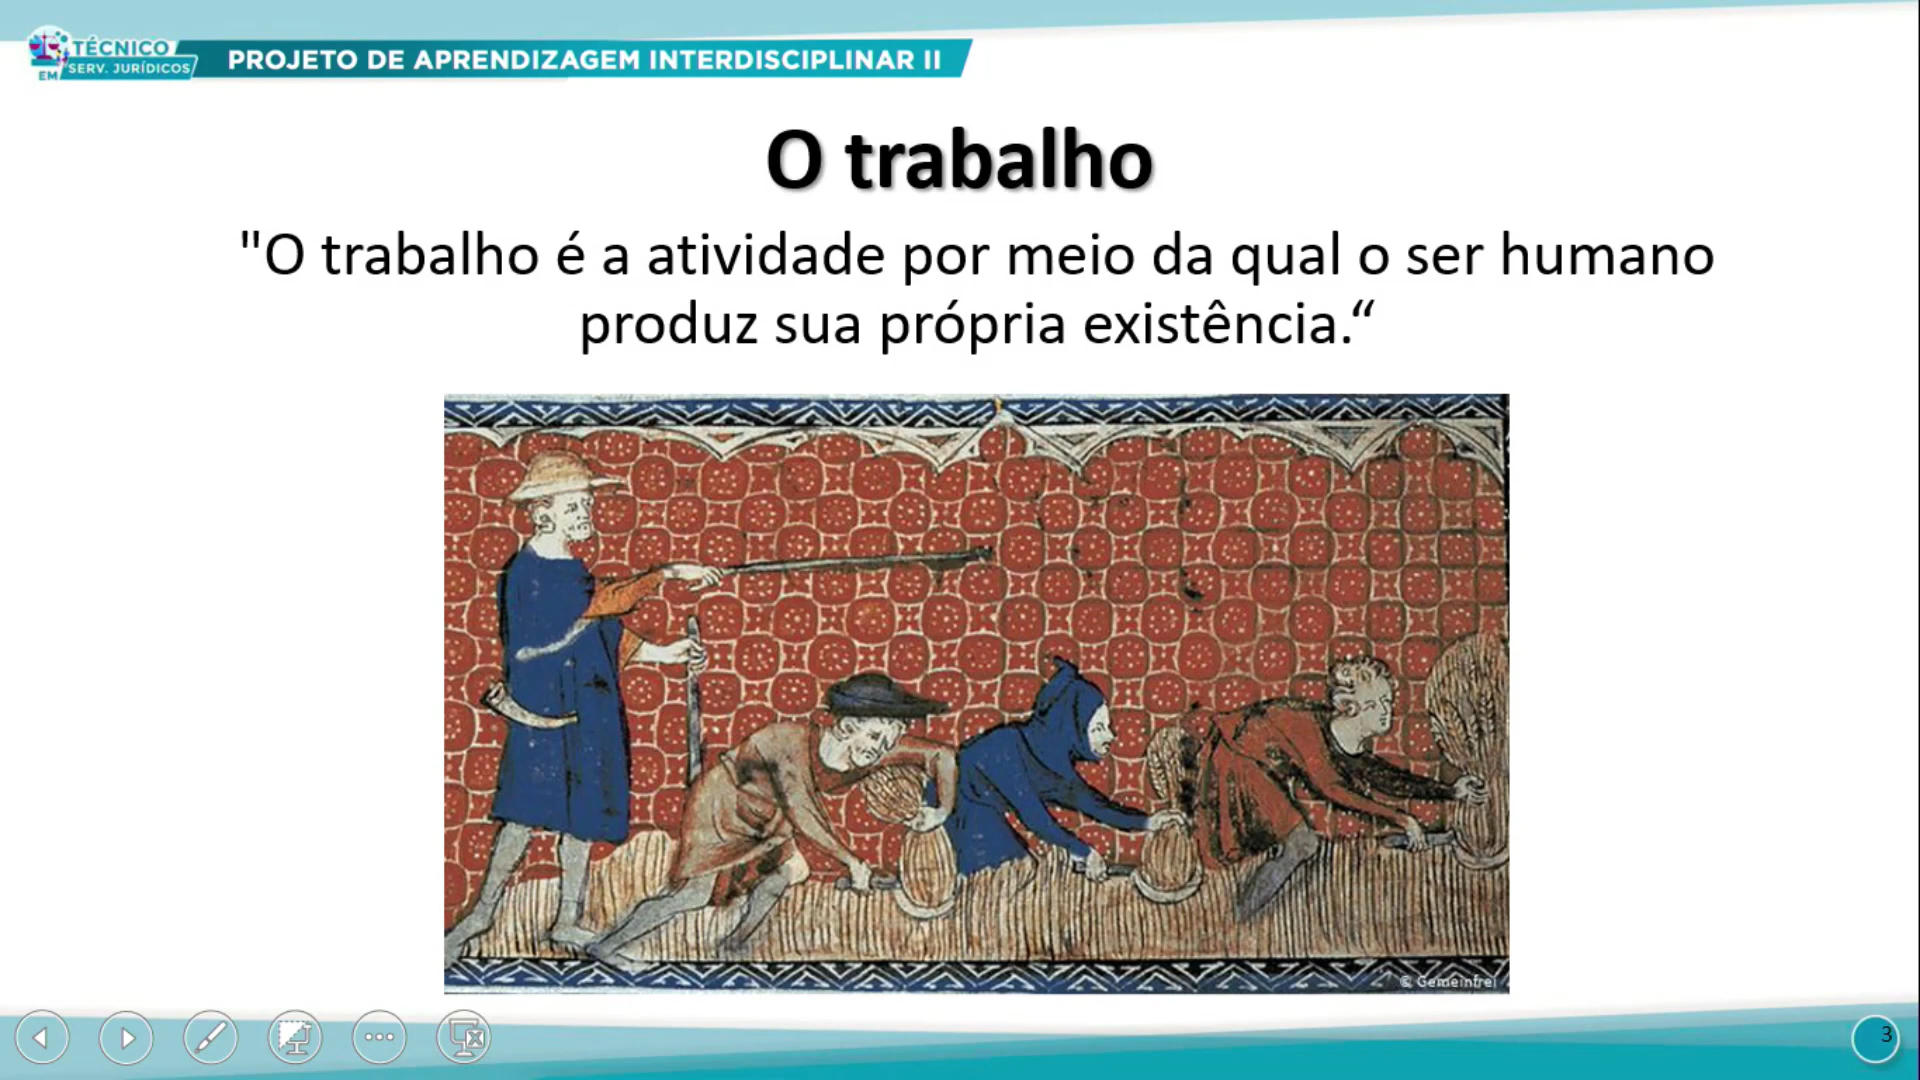 TÉCNICO
EM SERV. JURÍDICOS
PROJETO DE APRENDIZAGEM INTERDISCIPLINAR II
O trabalho
"O trabalho é a atividade por meio da qual o ser humano
produz sua própria existência.“
© Gemeinfrei
3